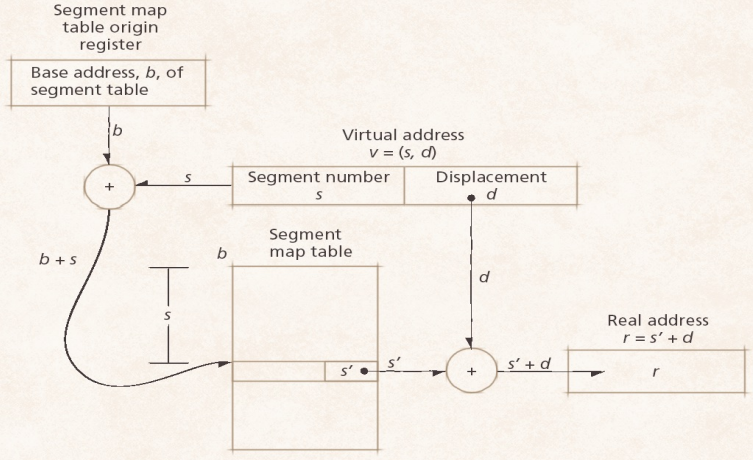 Segment map
table origin
register
Base address, b, of
segment table
b
Virtual address
v = (s, d)
+
s
Segment number
s
Displacement
d
b + s
b
Segment
map table
s
d
Real address
r = s′ + d
s′
s′
+
s′ + d
r